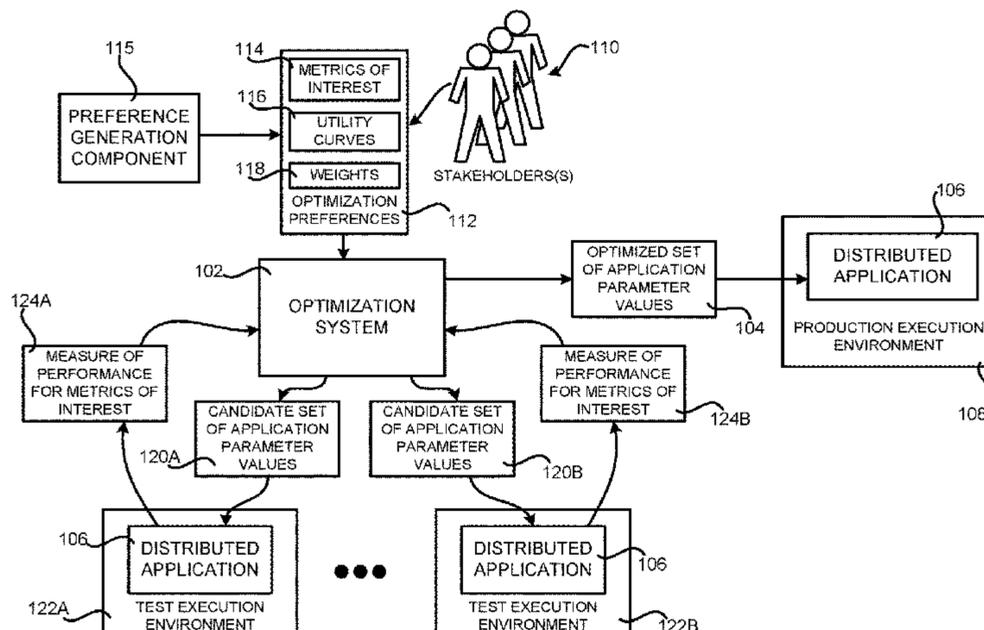 115
PREFERENCE
GENERATION
COMPONENT
114
METRICS OF
INTEREST
116
UTILITY
CURVES
118
WEIGHTS
OPTIMIZATION
PREFERENCES
112
110
STAKEHOLDERS(S)
102
OPTIMIZATION
SYSTEM
OPTIMIZED SET
OF APPLICATION
PARAMETER
VALUES
104
106
DISTRIBUTED
APPLICATION
PRODUCTION EXECUTION
ENVIRONMENT
108
124A
MEASURE OF
PERFORMANCE
FOR METRICS OF
INTEREST
CANDIDATE SET
OF APPLICATION
PARAMETER
VALUES
120A
CANDIDATE SET
OF APPLICATION
PARAMETER
VALUES
120B
MEASURE OF
PERFORMANCE
FOR METRICS OF
INTEREST
124B
106
DISTRIBUTED
APPLICATION
TEST EXECUTION
ENVIRONMENT
122A
DISTRIBUTED
APPLICATION
106
TEST EXECUTION
ENVIRONMENT
122B